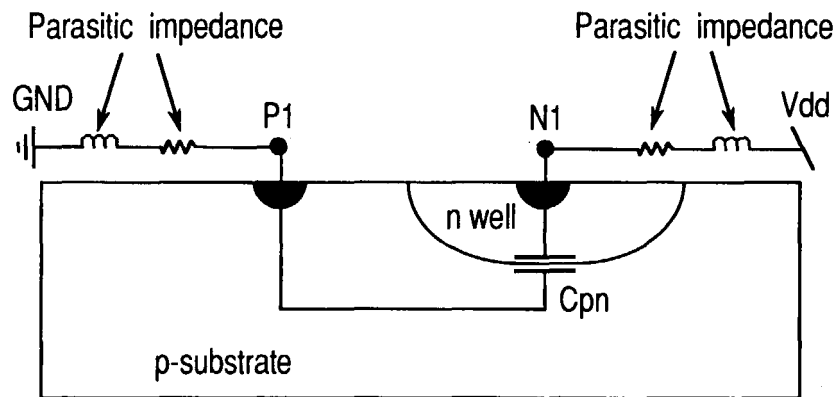 Parasitic impedance
Parasitic impedance
GND
P1
N1
Vdd
n well
Cpn
p-substrate